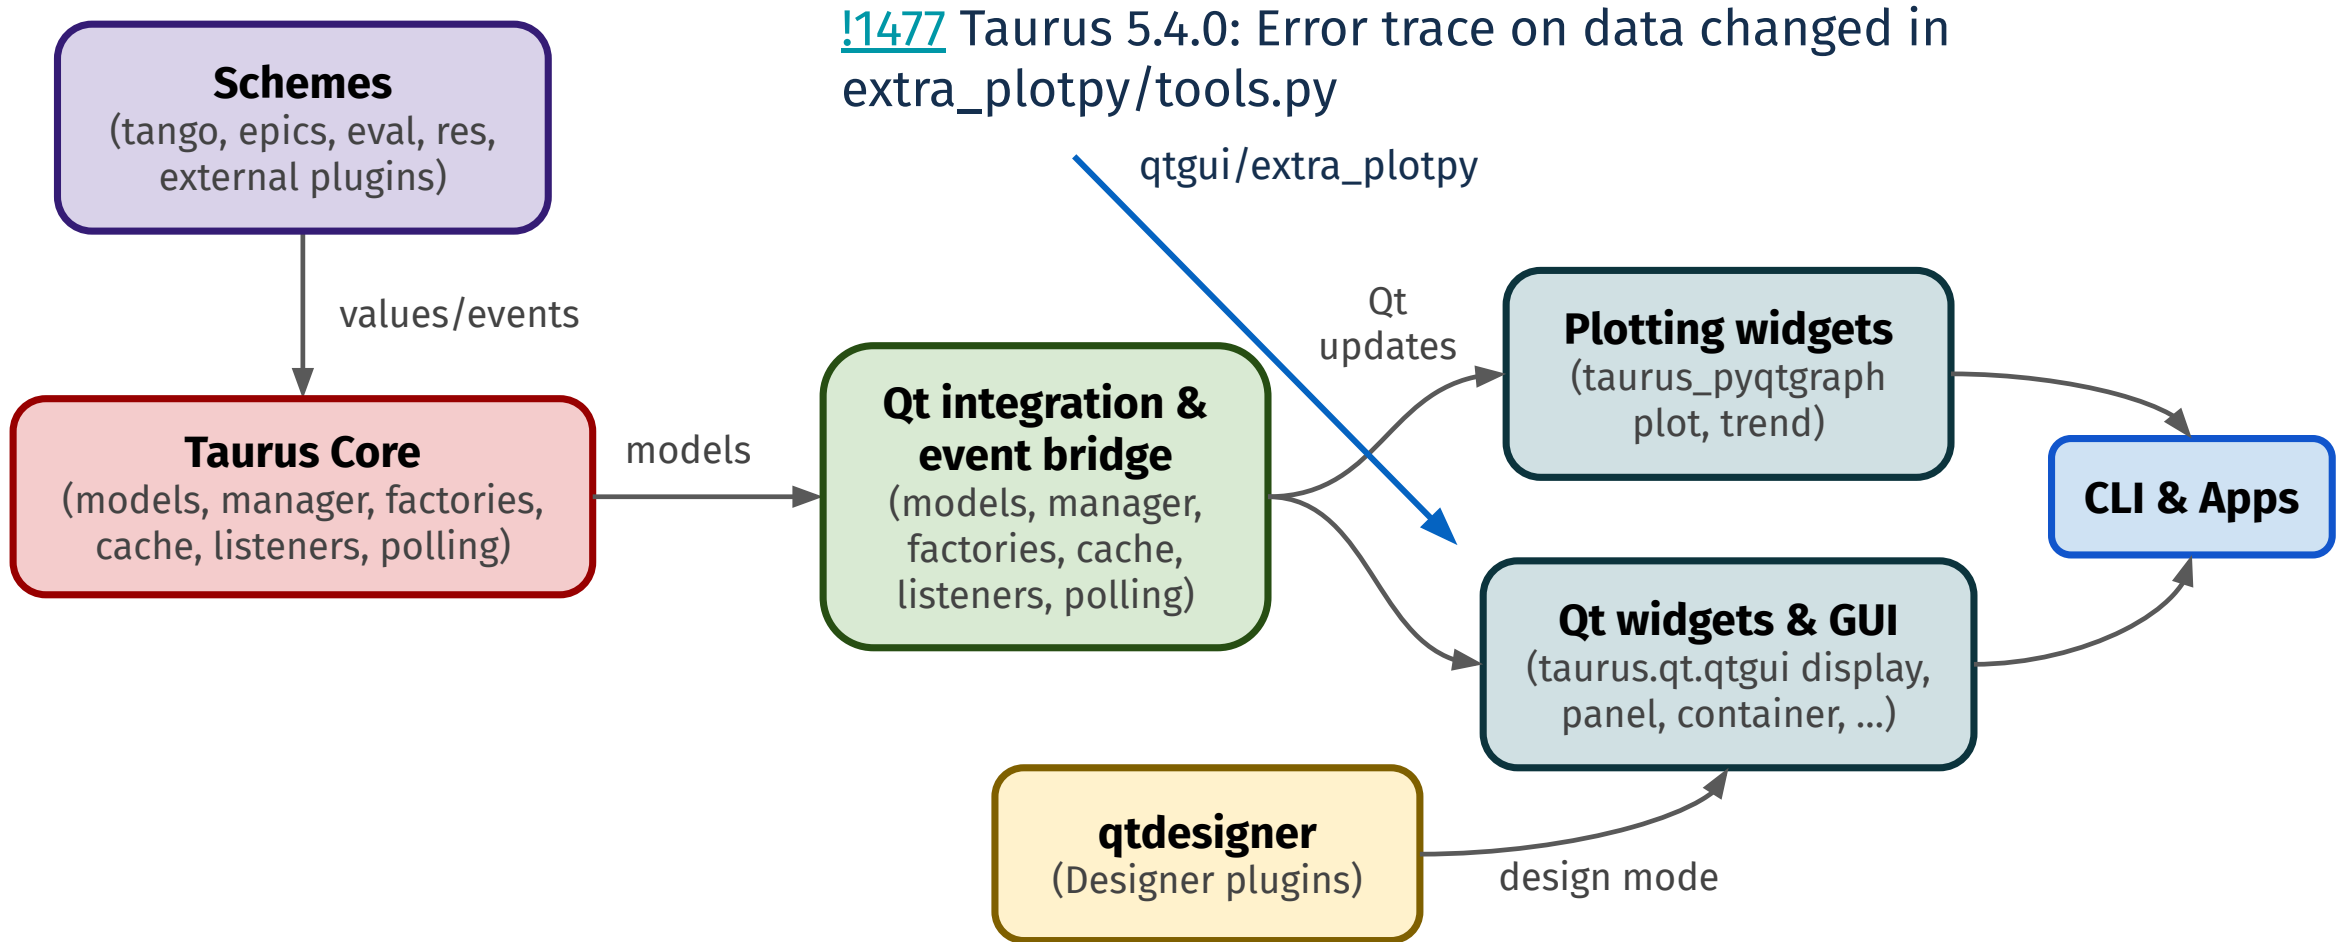 !1477 Taurus 5.4.0: Error trace on data changed in
extra_plotpy/tools.py
qtgui/extra_plotpy
Schemes
(tango, epics, eval, res,
external plugins)
values/events
Taurus Core
(models, manager, factories,
cache, listeners, polling)
models
Qt integration &
event bridge
(models, manager,
factories, cache,
listeners, polling)
Qt
updates
Plotting widgets
(taurus_pyqtgraph
plot, trend)
CLI & Apps
Qt widgets & GUI
(taurus.qt.qtgui display,
panel, container, ...)
qtdesigner
(Designer plugins)
design mode